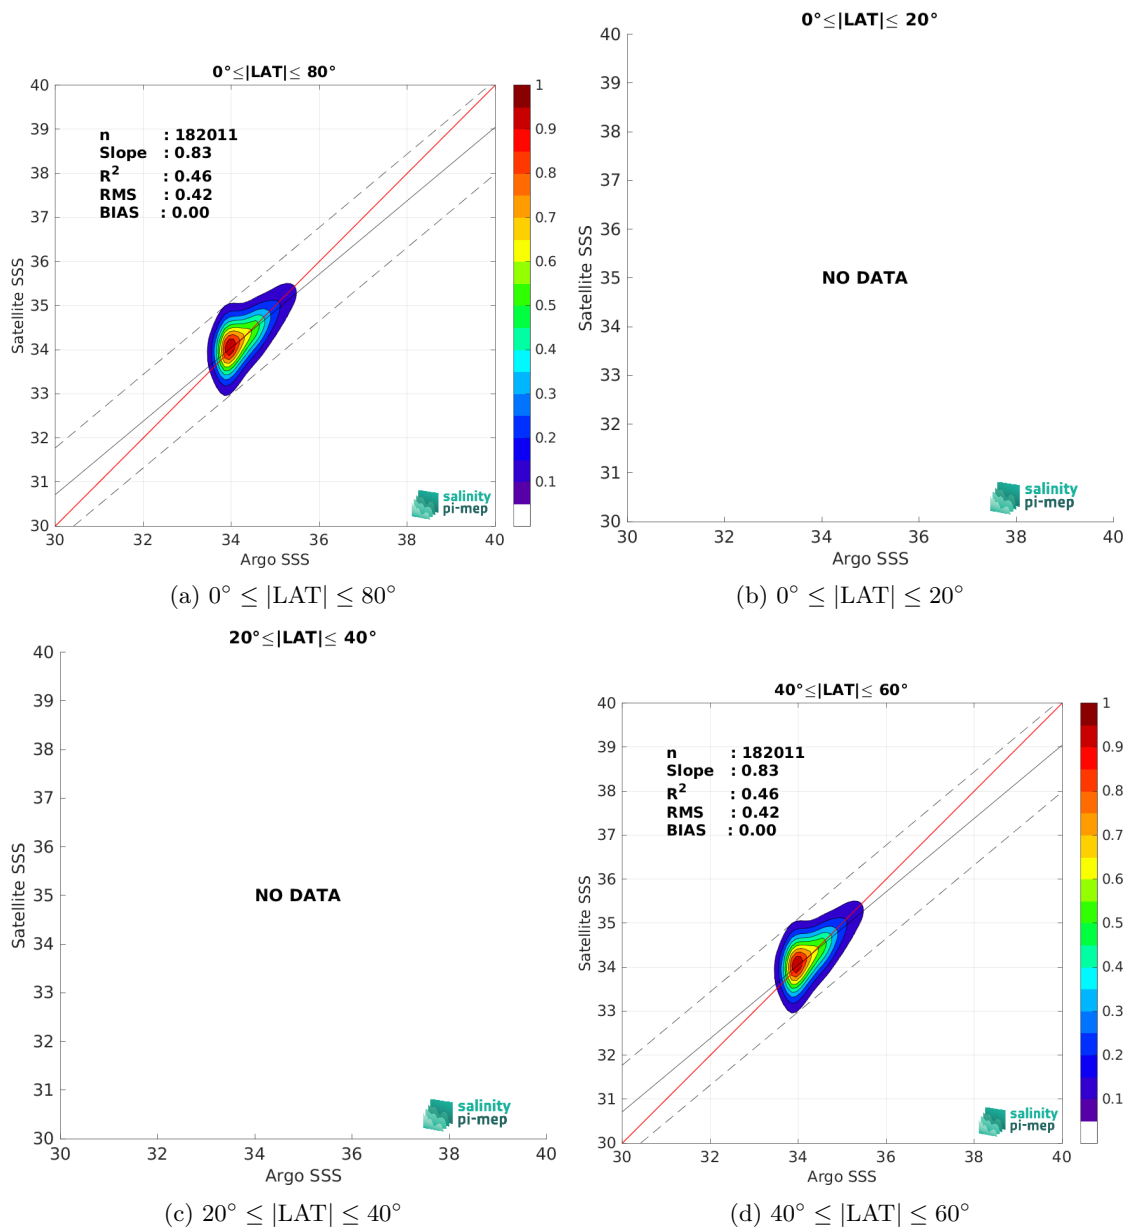 0°≤|LAT|≤ 80°
40
39
38
37
36
35
34
33
32
31
30
n : 182011
Slope : 0.83
R² : 0.46
RMS : 0.42
BIAS : 0.00
Satellite SSS
30 32 34 36 38 40
Argo SSS
salinity
pi-mep
1
0.9
0.8
0.7
0.6
0.5
0.4
0.3
0.2
0.1
(a) 0° ≤ |LAT| ≤ 80°
0°≤|LAT|≤ 20°
40
39
38
37
36
35
34
33
32
31
30
Satellite SSS
NO DATA
salinity
pi-mep
30 32 34 36 38 40
Argo SSS
(b) 0° ≤ |LAT| ≤ 20°
20°≤|LAT|≤ 40°
40
39
38
37
36
35
34
33
32
31
30
Satellite SSS
NO DATA
salinity
pi-mep
30 32 34 36 38 40
Argo SSS
(c) 20° ≤ |LAT| ≤ 40°
40°≤|LAT|≤ 60°
40
39
38
37
36
35
34
33
32
31
30
n : 182011
Slope : 0.83
R² : 0.46
RMS : 0.42
BIAS : 0.00
Satellite SSS
30 32 34 36 38 40
Argo SSS
salinity
pi-mep
1
0.9
0.8
0.7
0.6
0.5
0.4
0.3
0.2
0.1
(d) 40° ≤ |LAT| ≤ 60°